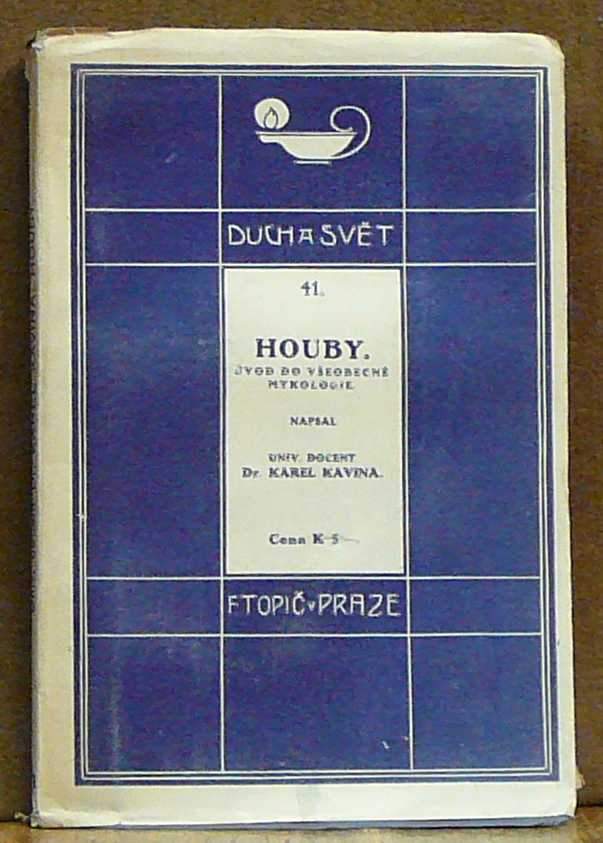 DUCH A SVĚT
41.
HOUBY.
ÚVOD DO VŠEOBECNÉ
MYKOLOGIE
NAPSAL
UNIV. DOCENT
Dr. KAREL KAVINA.
Cena K 5—
F. TOPIČ V PRAZE